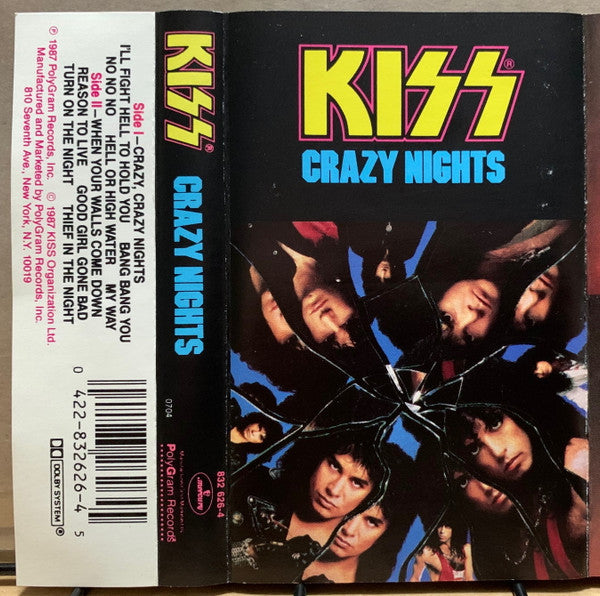 KISS®
CRAZY NIGHTS
KISS®
CRAZY NIGHTS
0704
mercury
832 626-4
Manufactured and Marketed by
PolyGram Records®
Side I—CRAZY, CRAZY NIGHTS
I'LL FIGHT HELL TO HOLD YOU BANG BANG YOU
NO NO NO HELL OR HIGH WATER MY WAY
Side II—WHEN YOUR WALLS COME DOWN
REASON TO LIVE GOOD GIRL GONE BAD
TURN ON THE NIGHT THIEF IN THE NIGHT
℗ 1987 PolyGram Records, Inc. © 1987 KISS Organization Ltd.
Manufactured and Marketed by PolyGram Records, Inc.
810 Seventh Ave., New York, N.Y. 10019
0 422-832626-4 5
DOLBY SYSTEM®